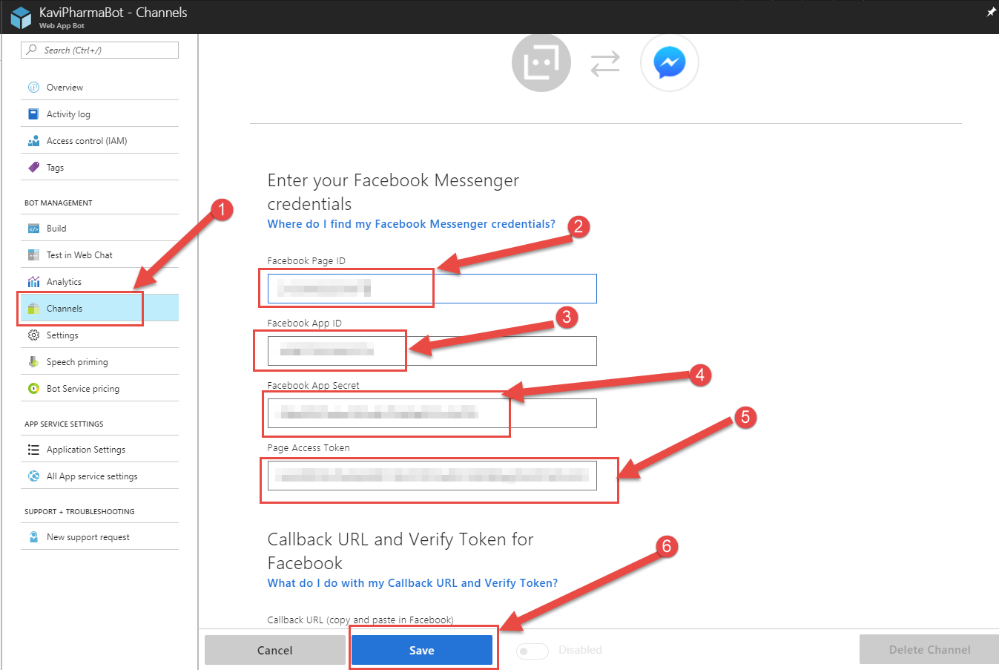 KaviPharmaBot - Channels
Web App Bot
Search (Ctrl+/)
Overview
Activity log
Access control (IAM)
Tags
BOT MANAGEMENT
Build
Test in Web Chat
Analytics
Channels
Settings
Speech priming
Bot Service pricing
APP SERVICE SETTINGS
Application Settings
All App service settings
SUPPORT + TROUBLESHOOTING
New support request
1
Enter your Facebook Messenger
credentials
Where do I find my Facebook Messenger credentials?
2
Facebook Page ID
Facebook App ID
3
Facebook App Secret
4
Page Access Token
5
Callback URL and Verify Token for
Facebook
What do I do with my Callback URL and Verify Token?
6
Callback URL (copy and paste in Facebook)
Cancel
Save
Disabled
Delete Channel